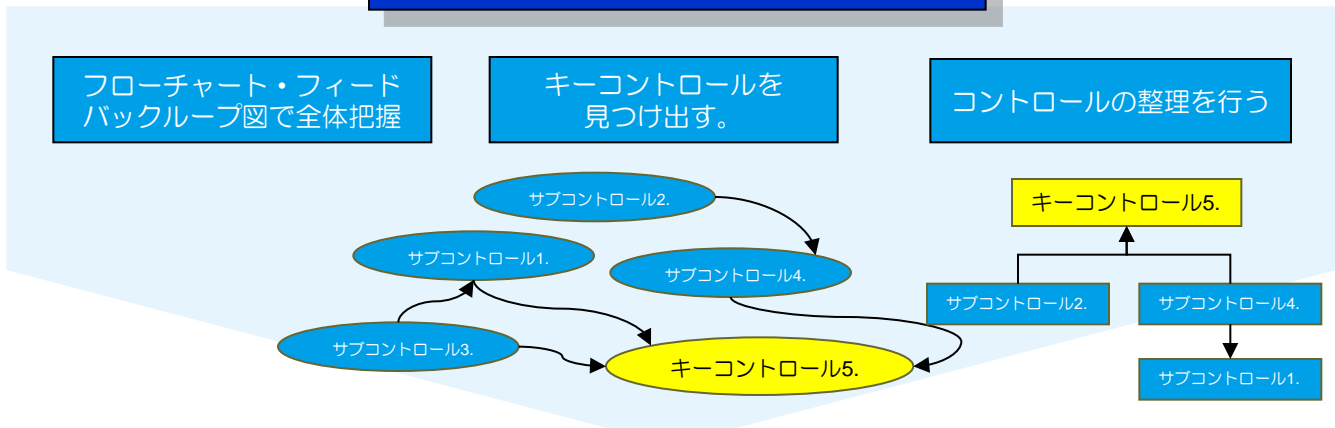 フローチャート・フィード
バックループ図で全体把握
キーコントロールを
見つけ出す。
コントロールの整理を行う
サブコントロール2.
サブコントロール1.
サブコントロール4.
サブコントロール3.
キーコントロール5.
キーコントロール5.
サブコントロール2.
サブコントロール4.
サブコントロール1.